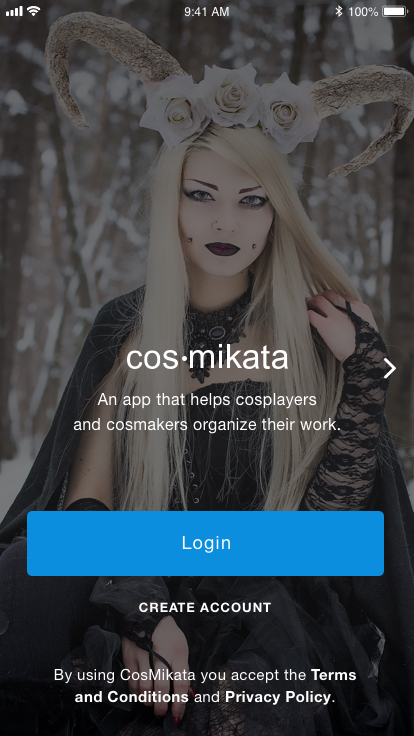 9:41 AM 100%
cos·mikata
An app that helps cosplayers
and cosmakers organize their work.
Login
CREATE ACCOUNT
By using CosMikata you accept the Terms
and Conditions and Privacy Policy.